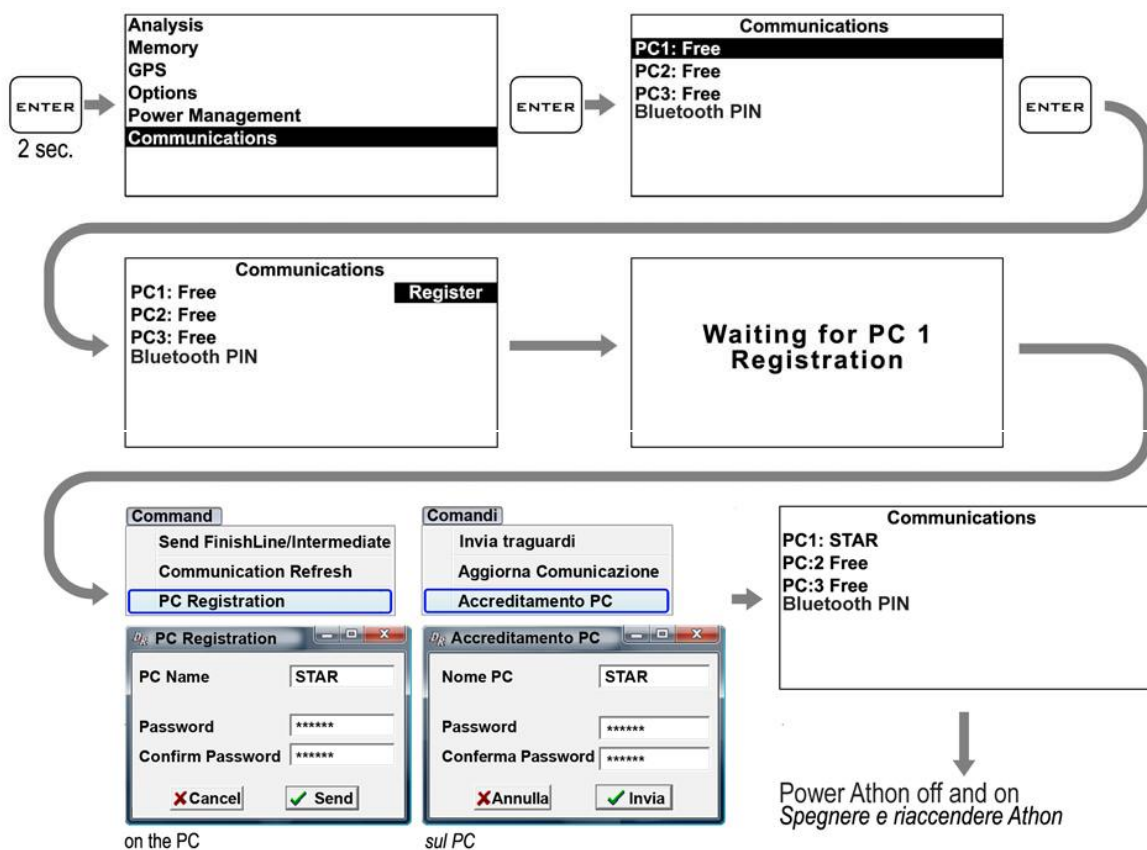 ENTER
2 sec.
Analysis
Memory
GPS
Options
Power Management
Communications
ENTER
Communications
PC1: Free
PC2: Free
PC3: Free
Bluetooth PIN
ENTER
Communications
PC1: Free Register
PC2: Free
PC3: Free
Bluetooth PIN
Waiting for PC 1
Registration
Command
Send FinishLine/Intermediate
Communication Refresh
PC Registration
DR PC Registration
PC Name STAR
Password ******
Confirm Password ******
Cancel Send
on the PC
Comandi
Invia traguardi
Aggiorna Comunicazione
Accreditamento PC
DR Accreditamento PC
Nome PC STAR
Password ******
Conferma Password ******
Annulla Invia
sul PC
Communications
PC1: STAR
PC:2 Free
PC:3 Free
Bluetooth PIN
Power Athon off and on
Spegnere e riaccendere Athon